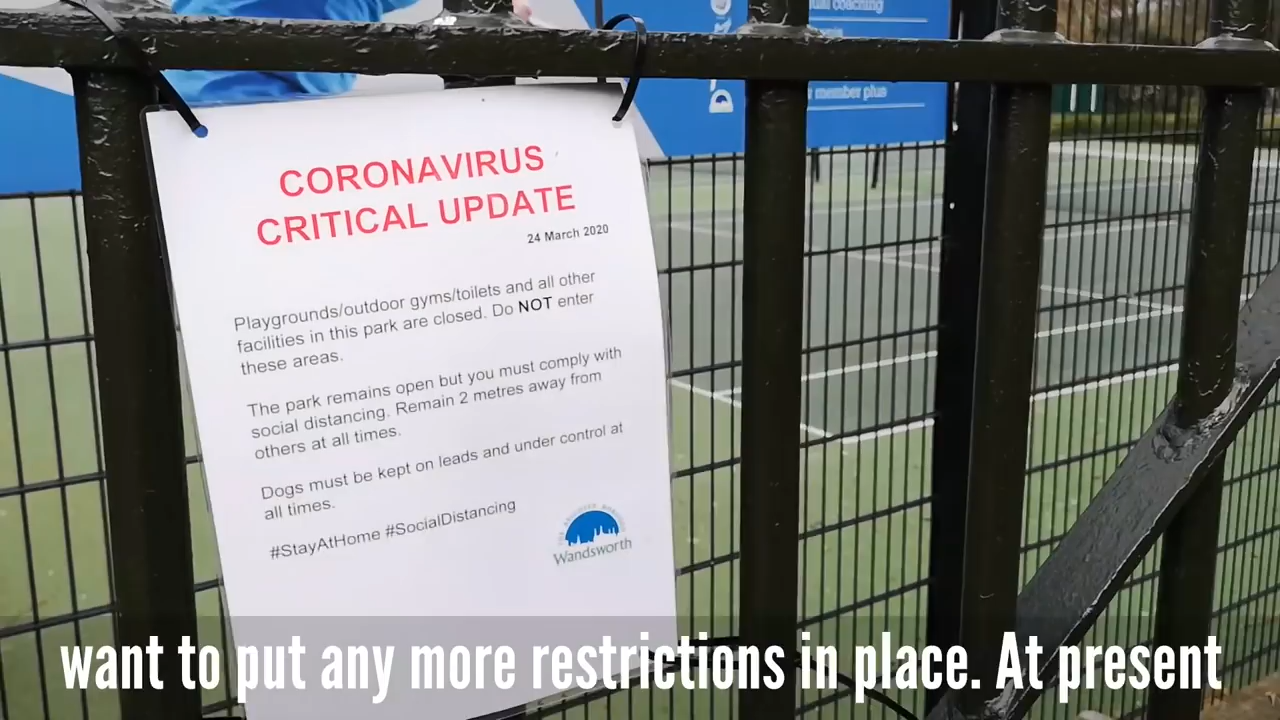 member plus
CORONAVIRUS
CRITICAL UPDATE
24 March 2020
Playgrounds/outdoor gyms/toilets and all other
facilities in this park are closed. Do NOT enter
these areas.
The park remains open but you must comply with
social distancing. Remain 2 metres away from
others at all times.
Dogs must be kept on leads and under control at
all times.
#StayAtHome #SocialDistancing
Wandsworth
want to put any more restrictions in place. At present